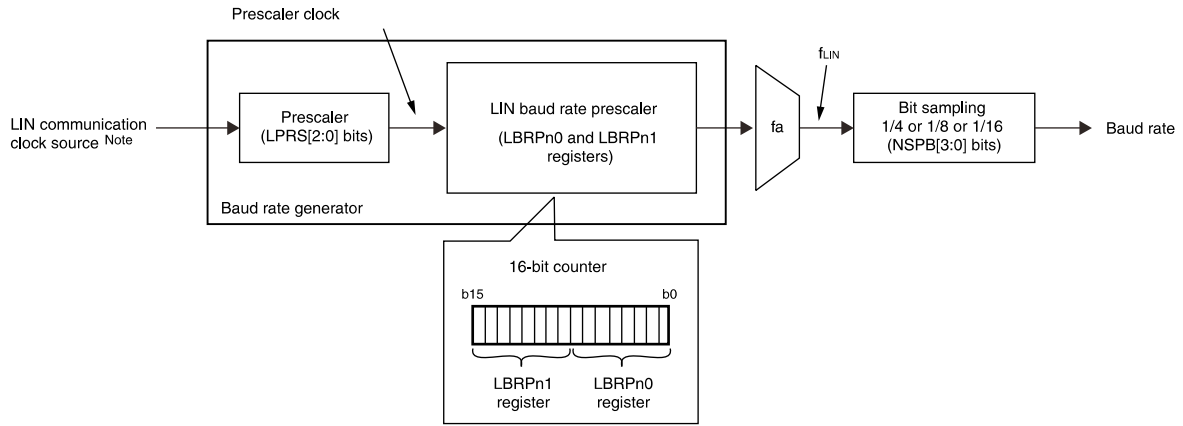 Prescaler clock
fLIN
LIN communication
clock source Note
Prescaler
(LPRS[2:0] bits)
LIN baud rate prescaler
(LBRPn0 and LBRPn1
registers)
fa
Bit sampling
1/4 or 1/8 or 1/16
(NSPB[3:0] bits)
Baud rate
Baud rate generator
16-bit counter
b15
b0
LBRPn1
register
LBRPn0
register